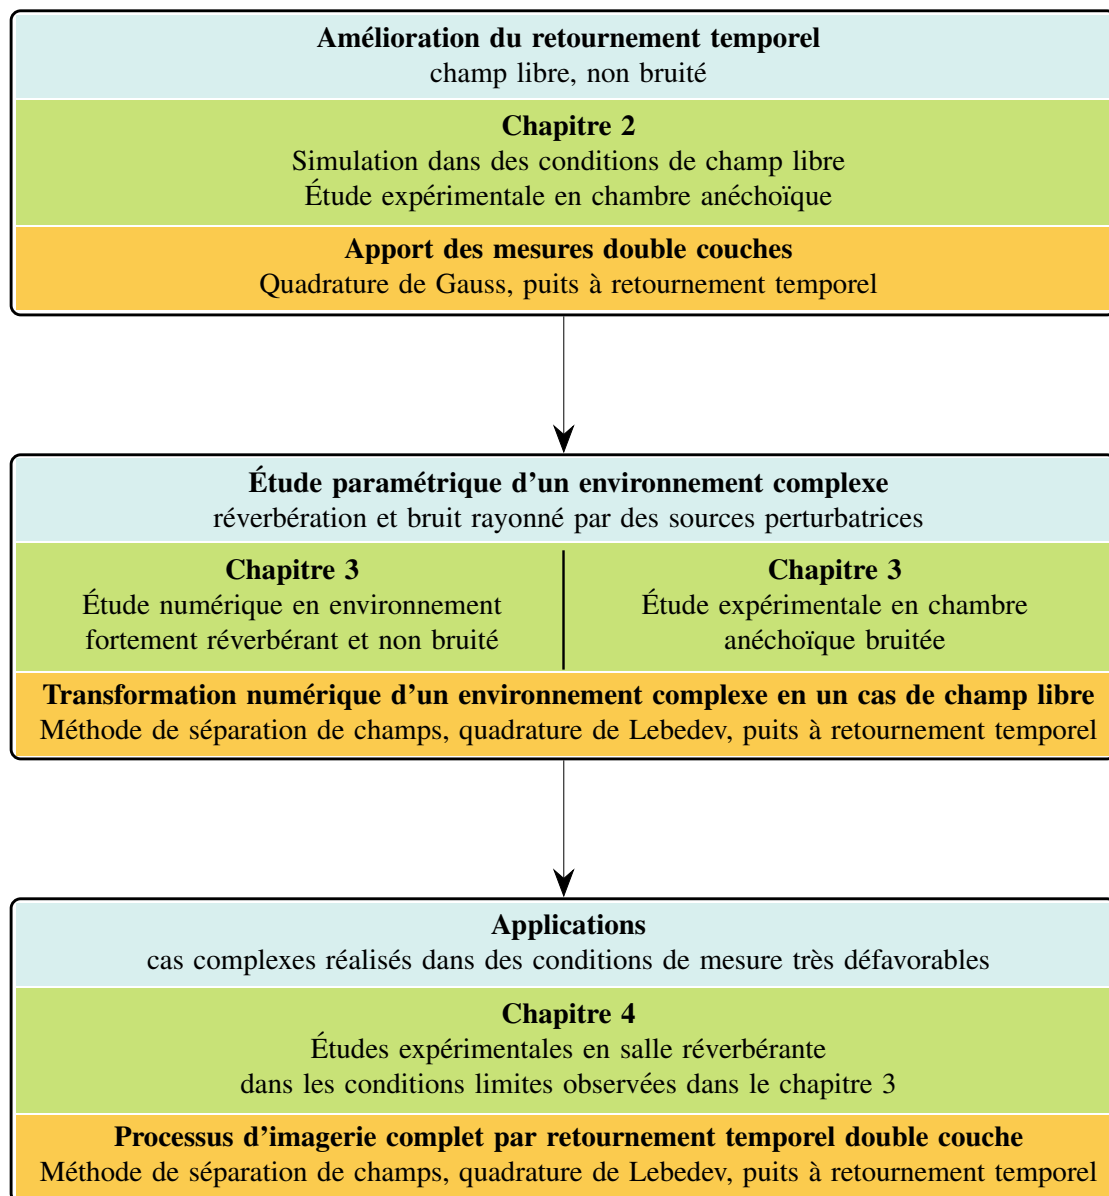 Amélioration du retournement temporel
champ libre, non bruité
Chapitre 2
Simulation dans des conditions de champ libre
Étude expérimentale en chambre anéchoïque
Apport des mesures double couches
Quadrature de Gauss, puits à retournement temporel
Étude paramétrique d'un environnement complexe
réverbération et bruit rayonné par des sources perturbatrices
Chapitre 3
Étude numérique en environnement
fortement réverbérant et non bruité
Chapitre 3
Étude expérimentale en chambre
anéchoïque bruitée
Transformation numérique d'un environnement complexe en un cas de champ libre
Méthode de séparation de champs, quadrature de Lebedev, puits à retournement temporel
Applications
cas complexes réalisés dans des conditions de mesure très défavorables
Chapitre 4
Études expérimentales en salle réverbérante
dans les conditions limites observées dans le chapitre 3
Processus d'imagerie complet par retournement temporel double couche
Méthode de séparation de champs, quadrature de Lebedev, puits à retournement temporel